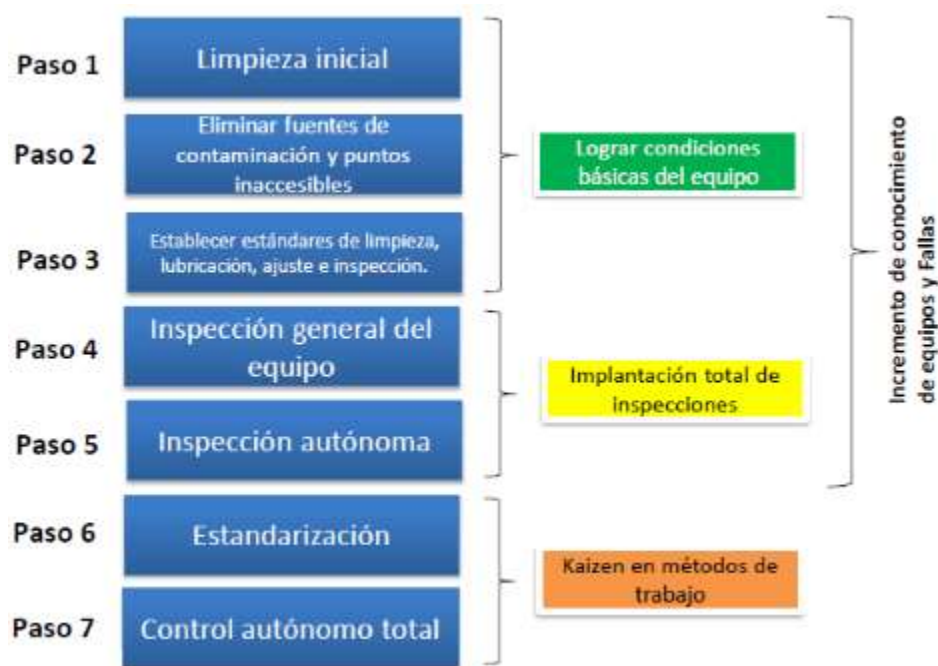 Paso 1
Limpieza inicial
Paso 2
Eliminar fuentes de
contaminación y puntos
inaccesibles
Paso 3
Establecer estándares de limpieza,
lubricación, ajuste e inspección.
Lograr condiciones
básicas del equipo
Paso 4
Inspección general del
equipo
Paso 5
Inspección autónoma
Implantación total de
inspecciones
Paso 6
Estandarización
Paso 7
Control autónomo total
Kaizen en métodos de
trabajo
Incremento de conocimiento
de equipos y Fallas